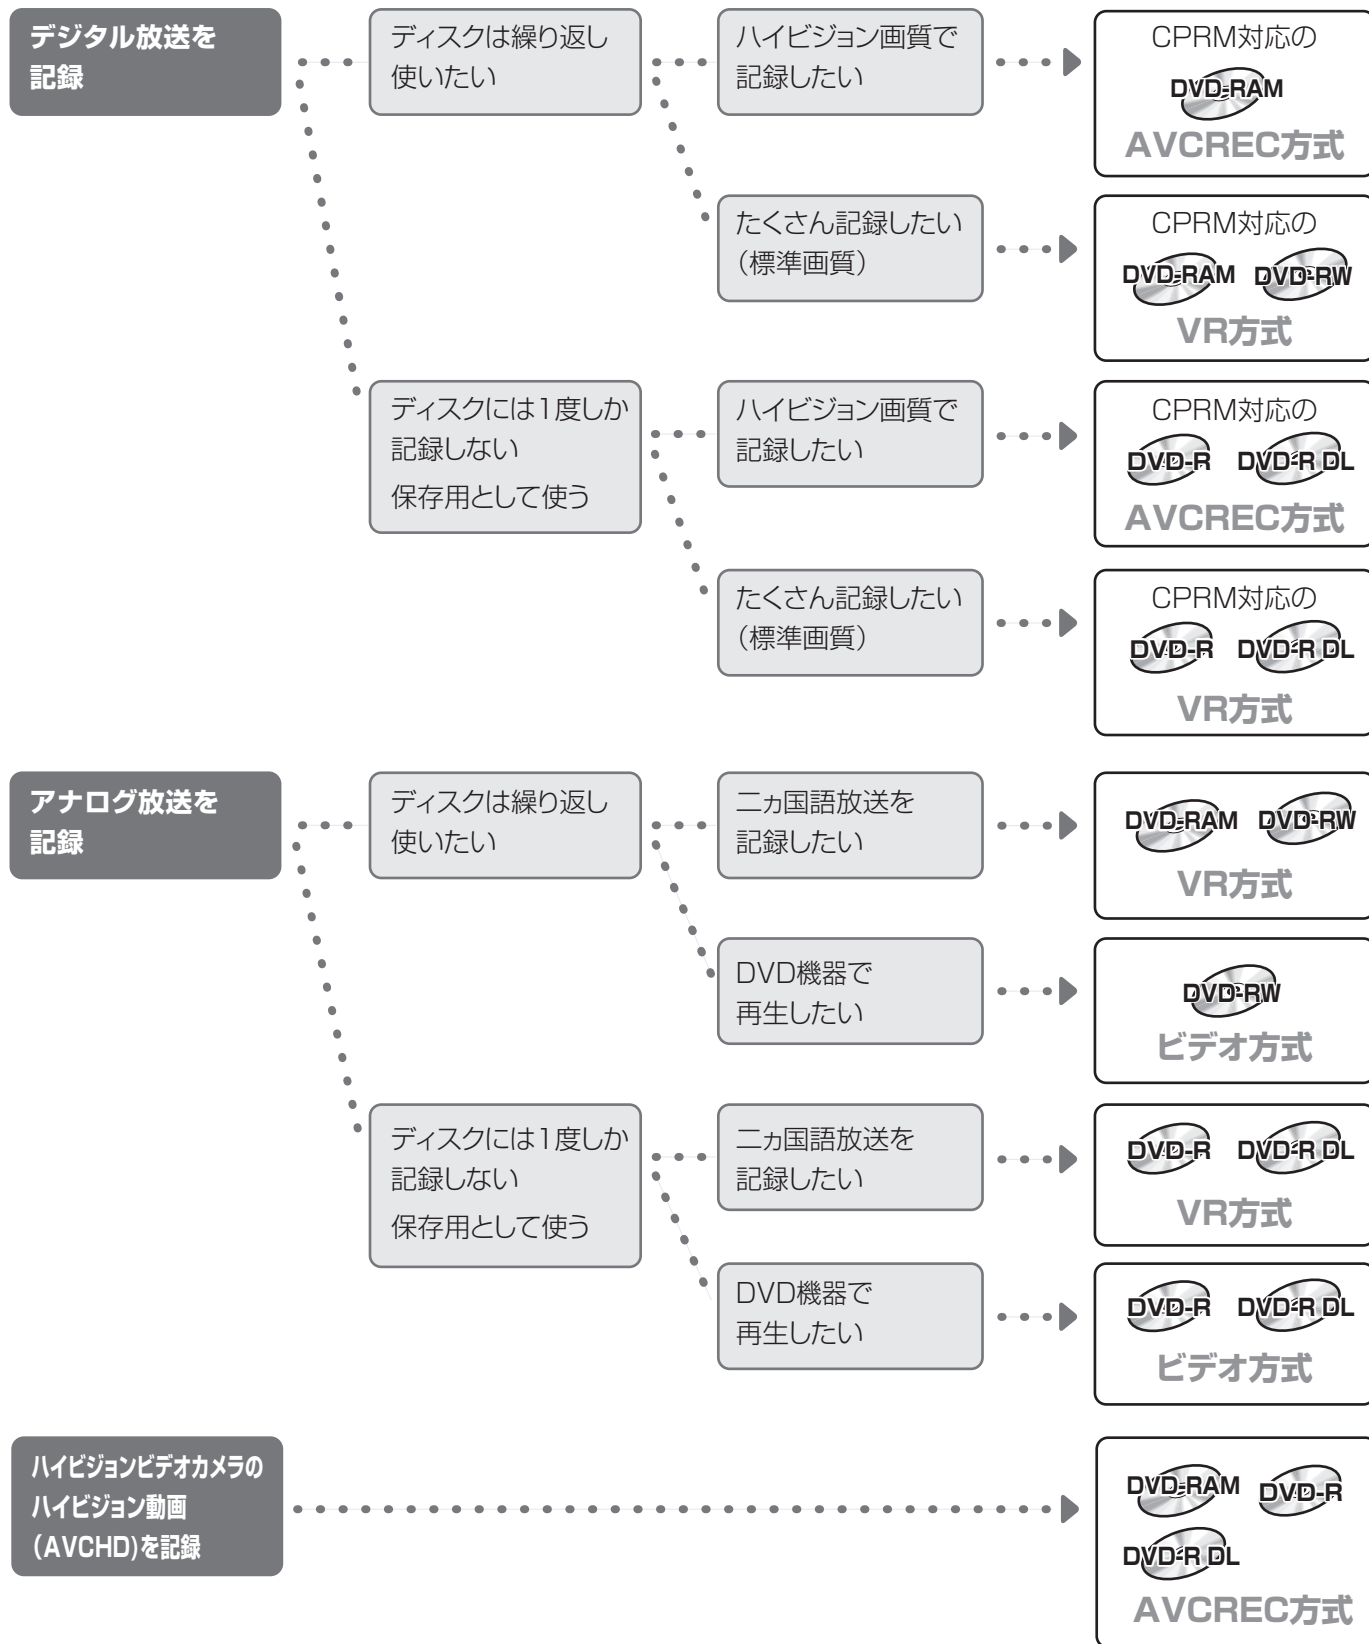 デジタル放送を
記録
ディスクは繰り返し
使いたい
ハイビジョン画質で
記録したい
CPRM対応の
DVD-RAM
AVCREC方式
たくさん記録したい
（標準画質）
CPRM対応の
DVD-RAM DVD-RW
VR方式
ディスクには1度しか
記録しない
保存用として使う
ハイビジョン画質で
記録したい
CPRM対応の
DVD-R DVD-R DL
AVCREC方式
たくさん記録したい
（標準画質）
CPRM対応の
DVD-R DVD-R DL
VR方式
アナログ放送を
記録
ディスクは繰り返し
使いたい
二ヵ国語放送を
記録したい
DVD-RAM DVD-RW
VR方式
DVD機器で
再生したい
DVD-RW
ビデオ方式
ディスクには1度しか
記録しない
保存用として使う
二ヵ国語放送を
記録したい
DVD-R DVD-R DL
VR方式
DVD機器で
再生したい
DVD-R DVD-R DL
ビデオ方式
ハイビジョンビデオカメラの
ハイビジョン動画
（AVCHD)を記録
DVD-RAM DVD-R
DVD-R DL
AVCREC方式